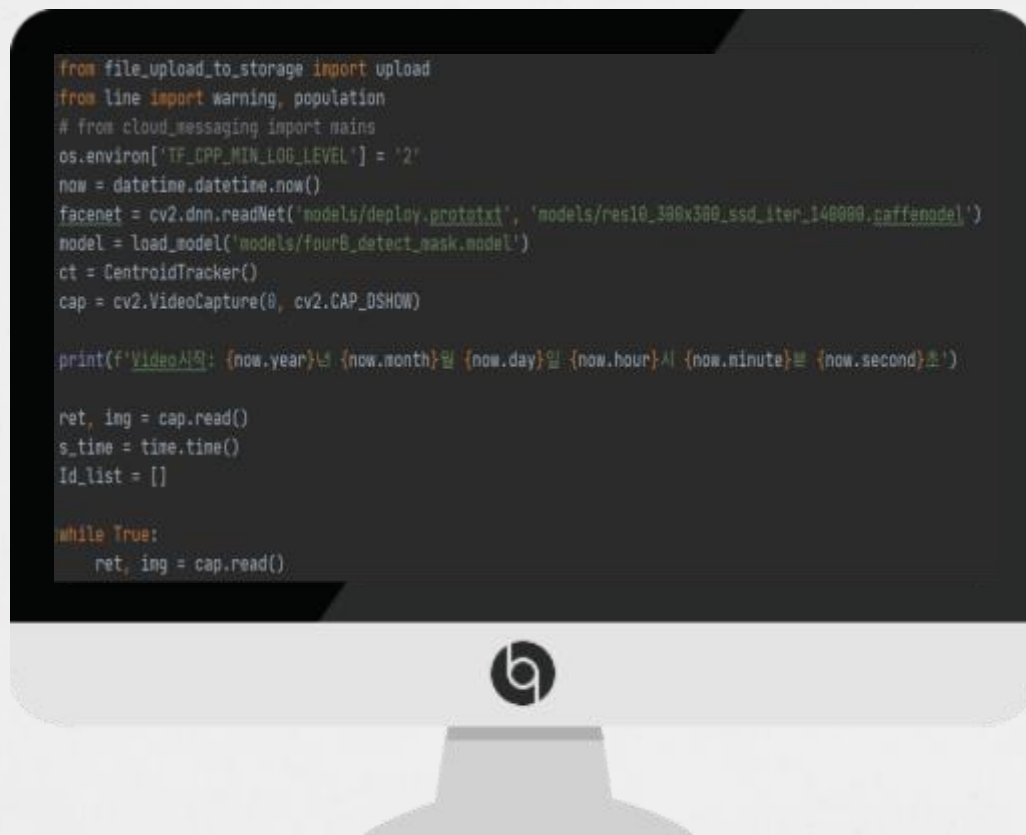 from file_upload_to_storage import upload
from line import warning, population
# from cloud_messaging import mains
os.environ['TF_CPP_MIN_LOG_LEVEL'] = '2'
now = datetime.datetime.now()
facenet = cv2.dnn.readNet('models/deploy.prototxt', 'models/res10_300x300_ssd_iter_140000.caffemodel')
model = load_model('models/fourB_detect_mask.model')
ct = CentroidTracker()
cap = cv2.VideoCapture(0, cv2.CAP_DSHOW)
print(f'Video시작: {now.year}년 {now.month}월 {now.day}일 {now.hour}시 {now.minute}분 {now.second}초')
ret, img = cap.read()
s_time = time.time()
Id_list = []
while True:
ret, img = cap.read()